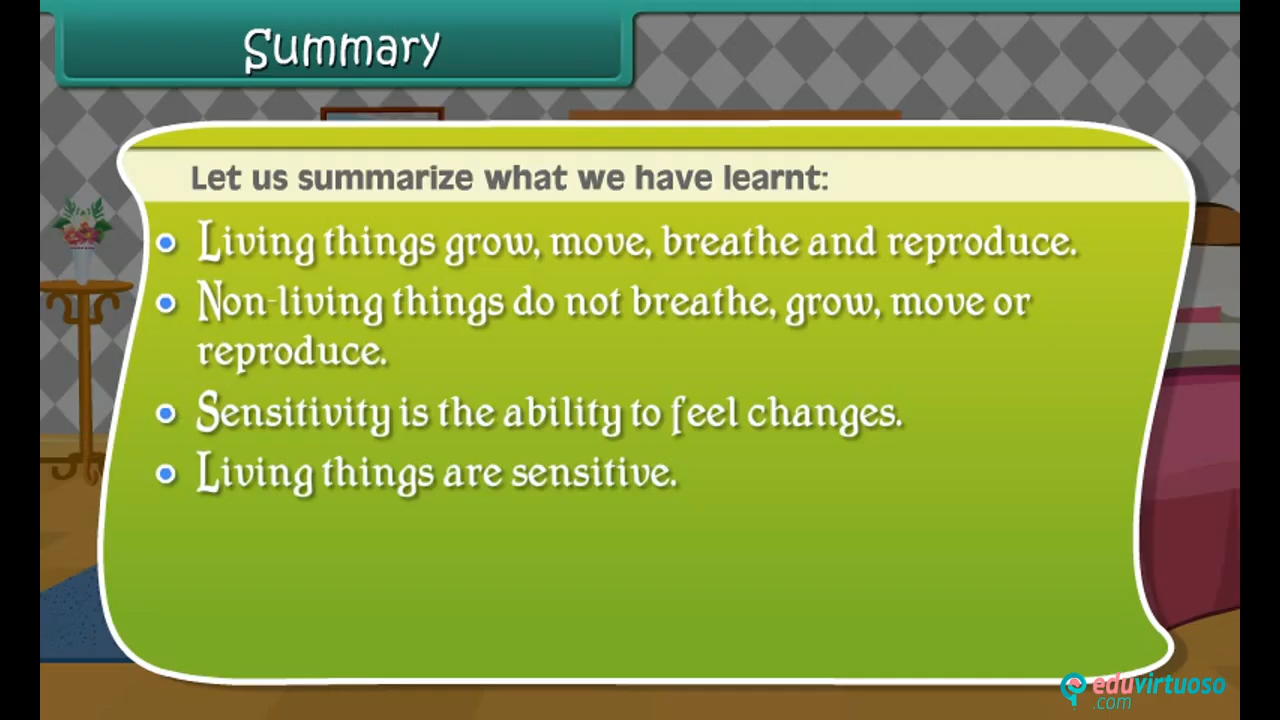 Summary
Let us summarize what we have learnt:
Living things grow, move, breathe and reproduce.
Non-living things do not breathe, grow, move or
reproduce.
Sensitivity is the ability to feel changes.
Living things are sensitive.
eduvirtuoso
.com